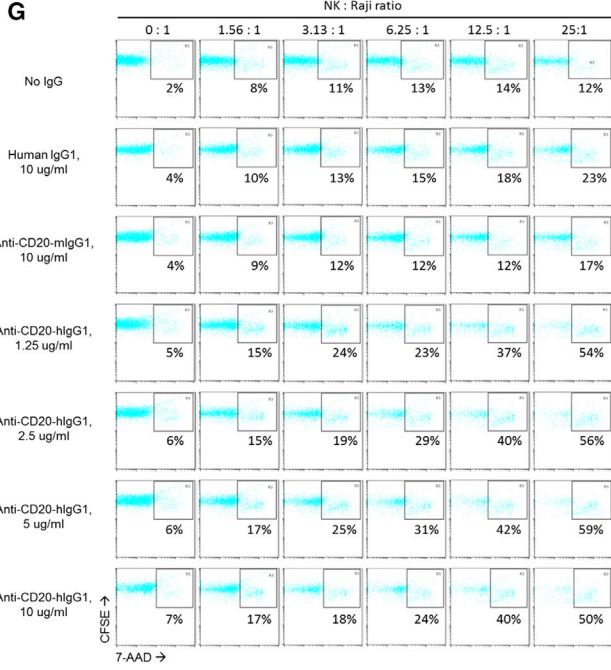 G
NK : Raji ratio
0 : 1 1.56 : 1 3.13 : 1 6.25 : 1 12.5 : 1 25:1
No IgG
2% 8% 11% 13% 14% 12%
Human IgG1,
10 ug/ml
4% 10% 13% 15% 18% 23%
nti-CD20-mIgG1,
10 ug/ml
4% 9% 12% 12% 12% 17%
Anti-CD20-hIgG1,
1.25 ug/ml
5% 15% 24% 23% 37% 54%
Anti-CD20-hIgG1,
2.5 ug/ml
6% 15% 19% 29% 40% 56%
Anti-CD20-hIgG1,
5 ug/ml
6% 17% 25% 31% 42% 59%
Anti-CD20-hIgG1,
10 ug/ml
7% 17% 18% 24% 40% 50%
CFSE →
7-AAD →